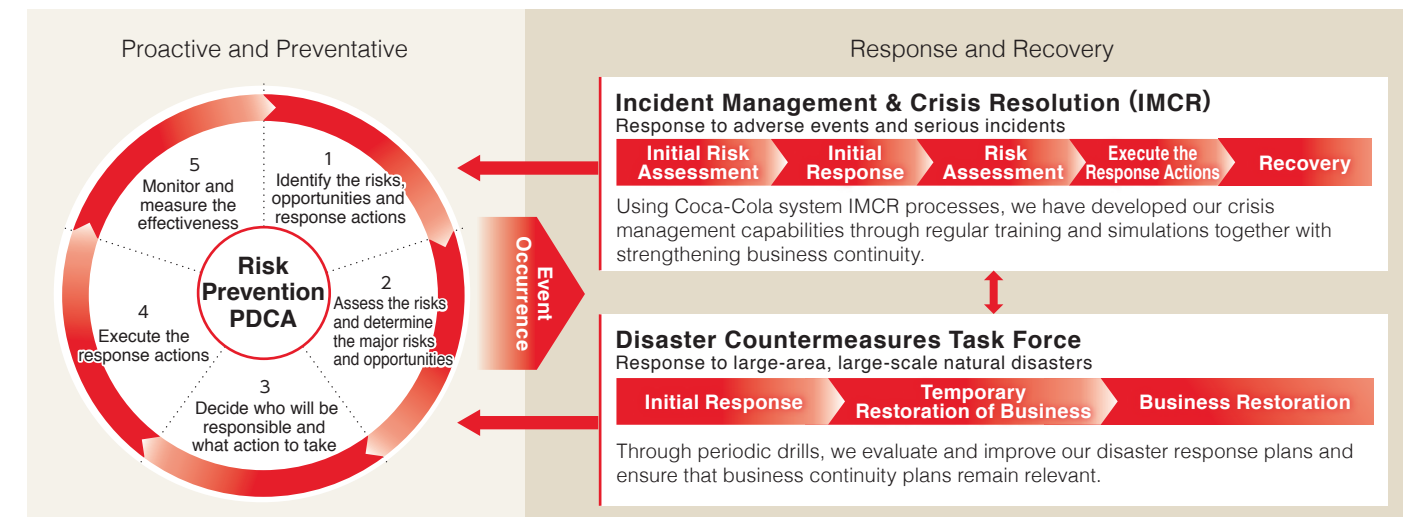 Proactive and Preventative
1
Identify the risks,
opportunities and
response actions
2
Assess the risks
and determine
the major risks
and opportunities
3
Decide who will be
responsible and
what action to take
4
Execute the
response actions
5
Monitor and
measure the
effectiveness
Risk
Prevention
PDCA
Event
Occurrence
Response and Recovery
Incident Management & Crisis Resolution (IMCR)
Response to adverse events and serious incidents
Initial Risk
Assessment
Initial
Response
Risk
Assessment
Execute the
Response Actions
Recovery
Using Coca-Cola system IMCR processes, we have developed our crisis
management capabilities through regular training and simulations together with
strengthening business continuity.
Disaster Countermeasures Task Force
Response to large-area, large-scale natural disasters
Initial Response
Temporary
Restoration of Business
Business Restoration
Through periodic drills, we evaluate and improve our disaster response plans and
ensure that business continuity plans remain relevant.